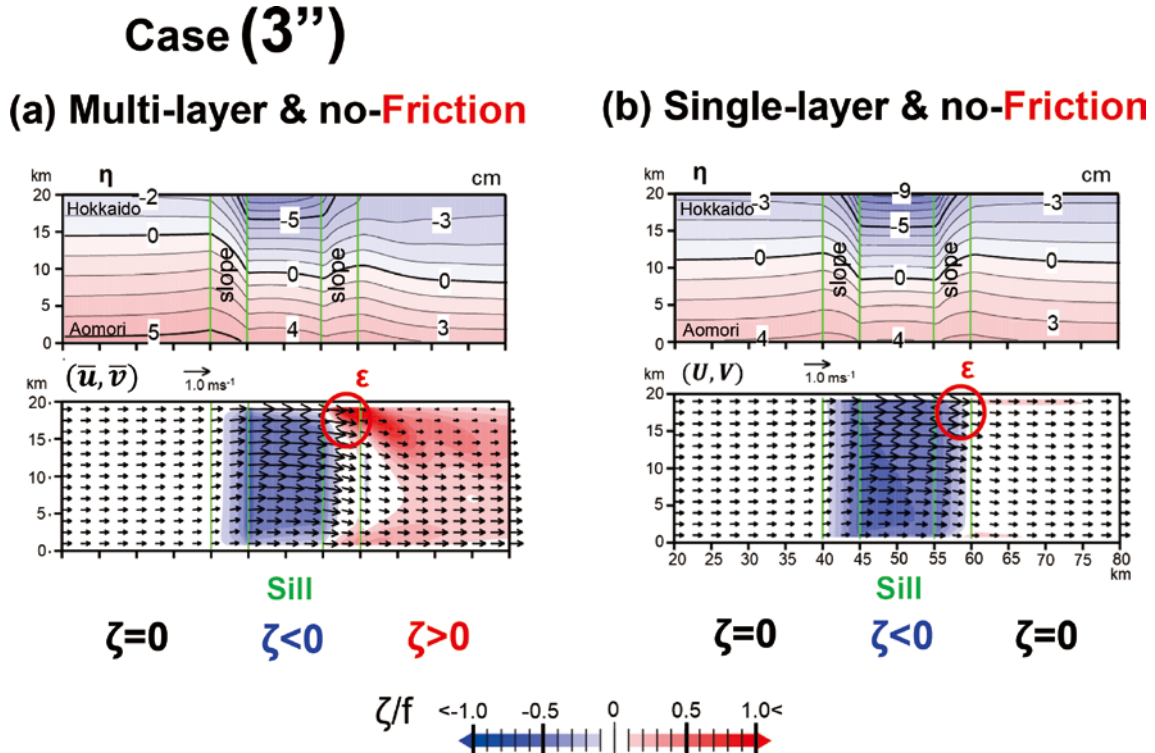 Case (3”)
(a) Multi-layer & no-Friction
km
η
cm
20
15
10
5
0
Hokkaido
Aomori
-2
0
5
slope
-5
0
4
slope
-3
0
3
km
(u̅, v̅)
1.0 ms-1
ε
20
15
10
5
0
Sill
ζ=0
ζ<0
ζ>0
(b) Single-layer & no-Friction
km
η
cm
20
15
10
5
0
Hokkaido
Aomori
-3
0
4
slope
-9
-5
0
4
slope
-3
0
3
km
(U, V)
1.0 ms-1
ε
20
15
10
5
0
20 25 30 35 40 45 50 55 60 65 70 75 80
km
Sill
ζ=0
ζ<0
ζ=0
ζ/f
<-1.0 -0.5 0 0.5 1.0<